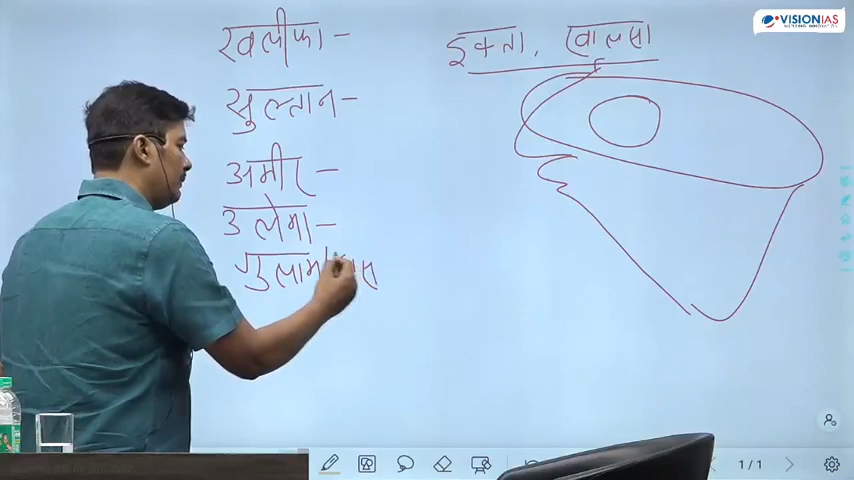 VISIONIAS
खलीफा -
इक्ता, खालसा
सुल्तान -
अमीर -
उलेमा -
गुलाम
1/1